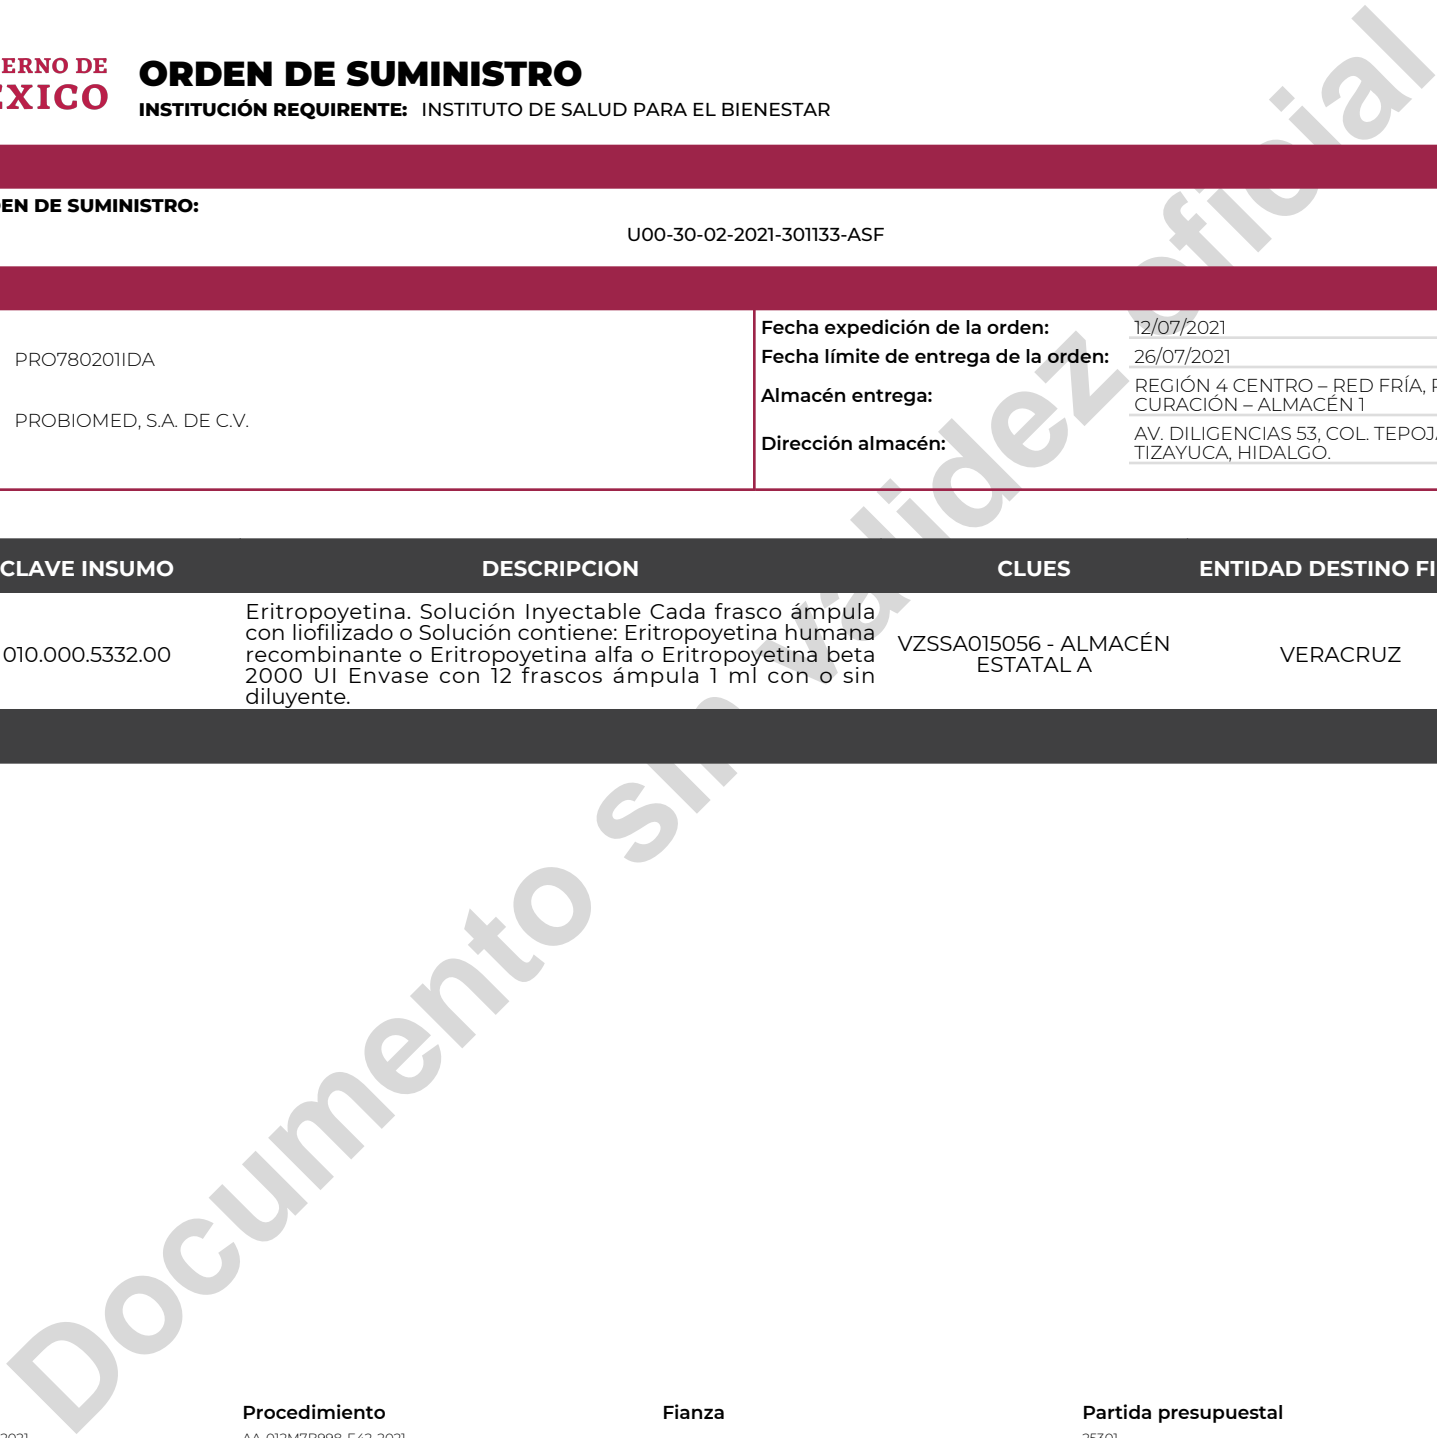 ERNO DE
EXICO
ORDEN DE SUMINISTRO
INSTITUCIÓN REQUIRENTE: INSTITUTO DE SALUD PARA EL BIENESTAR
EN DE SUMINISTRO:
U00-30-02-2021-301133-ASF
PRO780201IDA
PROBIOMED, S.A. DE C.V.
Fecha expedición de la orden: 12/07/2021
Fecha límite de entrega de la orden: 26/07/2021
Almacén entrega:
REGIÓN 4 CENTRO – RED FRÍA,
CURACIÓN – ALMACÉN 1
Dirección almacén:
AV. DILIGENCIAS 53, COL. TEPOJ
TIZAYUCA, HIDALGO.
CLAVE INSUMO DESCRIPCION CLUES ENTIDAD DESTINO FI
010.000.5332.00
Eritropoyetina. Solución Inyectable Cada frasco ámpula
con liofilizado o Solución contiene: Eritropoyetina humana
recombinante o Eritropoyetina alfa o Eritropoyetina beta
2000 UI Envase con 12 frascos ámpula 1 ml con o sin
diluyente.
VZSSA015056 - ALMACÉN
ESTATAL A
VERACRUZ
Documento sin validez oficial
Procedimiento Fianza Partida presupuestal